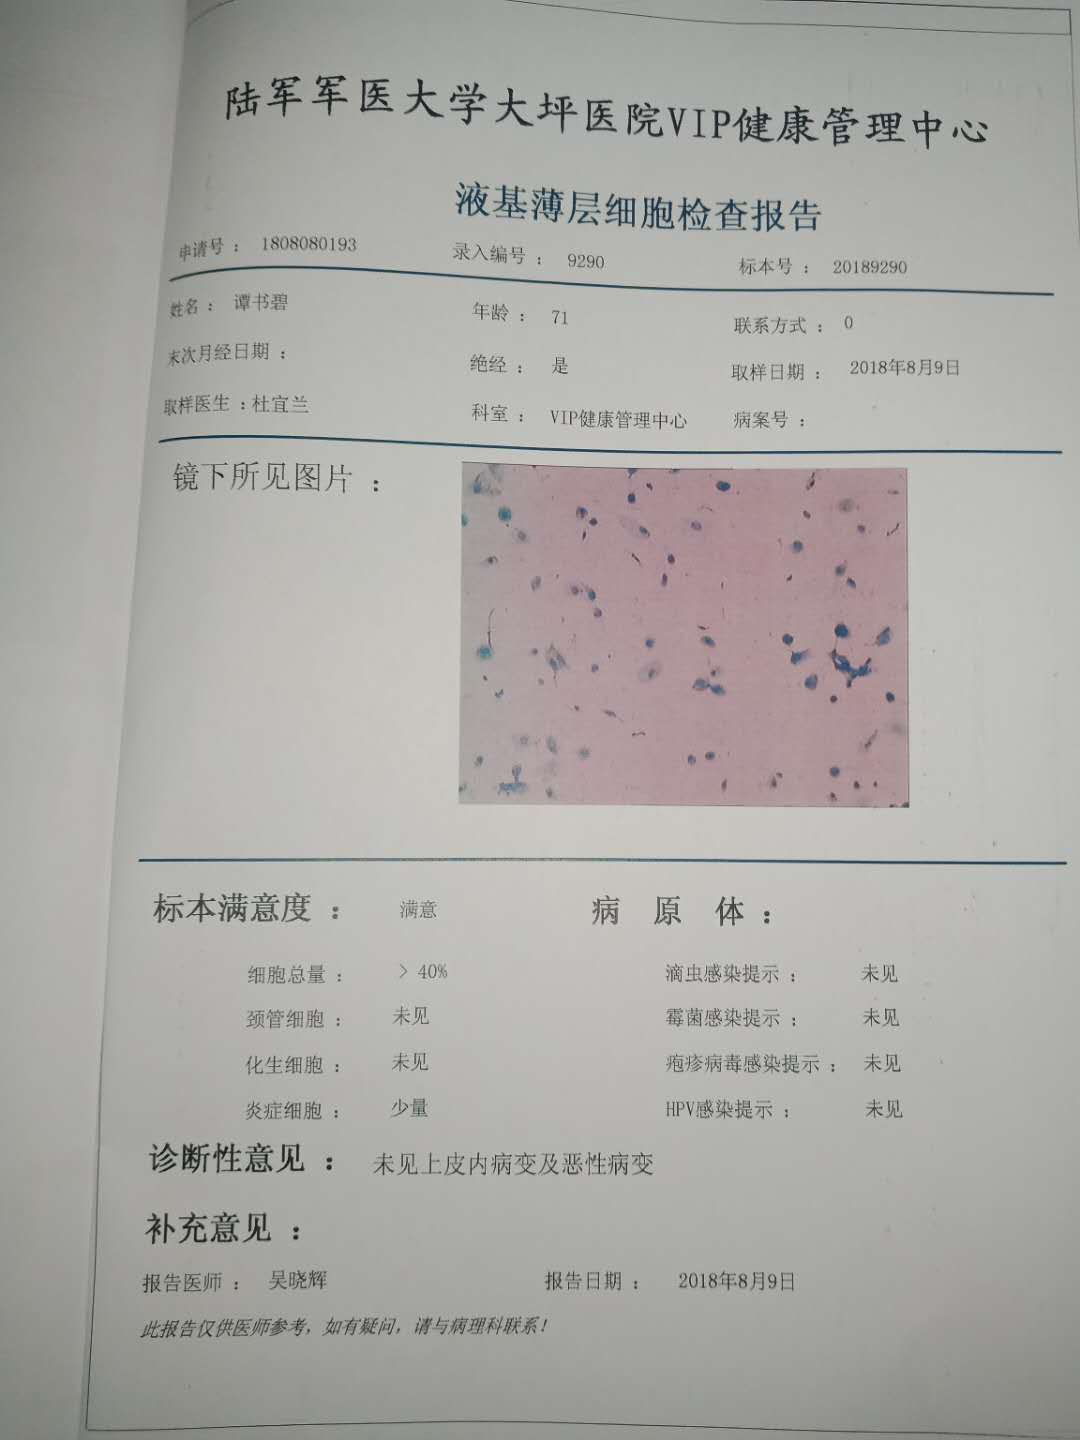 陆军军医大学大坪医院VIP健康管理中心
液基薄层细胞检查报告
申请号： 1808080193 录入编号： 9290 标本号： 20189290
姓名： 谭书碧 年龄： 71 联系方式： 0
末次月经日期： 绝经： 是 取样日期： 2018年8月9日
取样医生：杜宜兰 科室： VIP健康管理中心 病案号：
镜下所见图片：
标本满意度： 满意 病原体：
细胞总量： > 40% 滴虫感染提示： 未见
颈管细胞： 未见 霉菌感染提示： 未见
化生细胞： 未见 疱疹病毒感染提示： 未见
炎症细胞： 少量 HPV感染提示： 未见
诊断性意见： 未见上皮内病变及恶性病变
补充意见：
报告医师： 吴晓辉 报告日期： 2018年8月9日
此报告仅供医师参考，如有疑问，请与病理科联系！